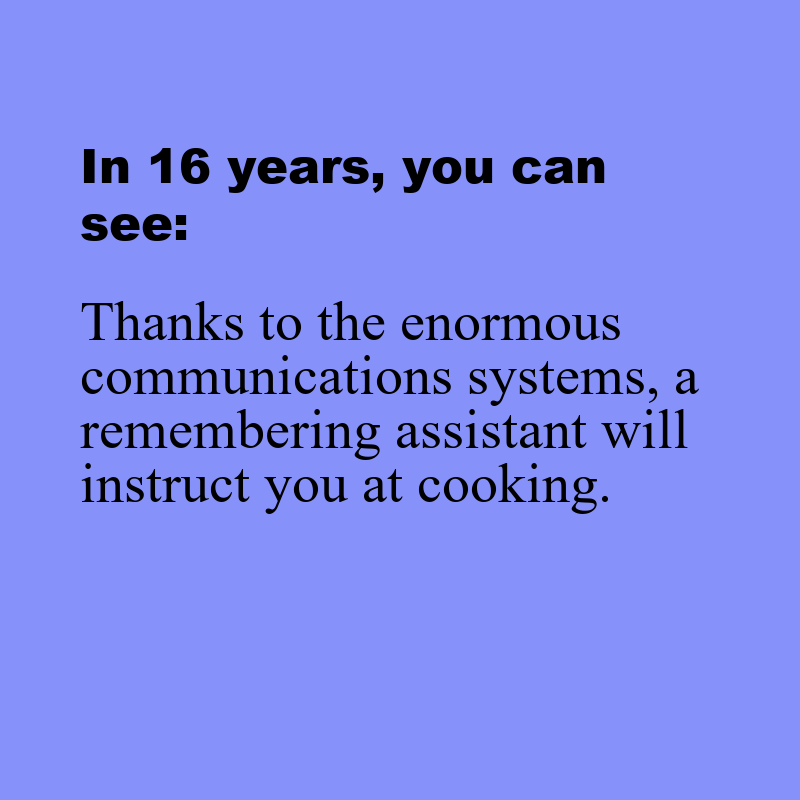 In 16 years, you can
see:
Thanks to the enormous
communications systems, a
remembering assistant will
instruct you at cooking.